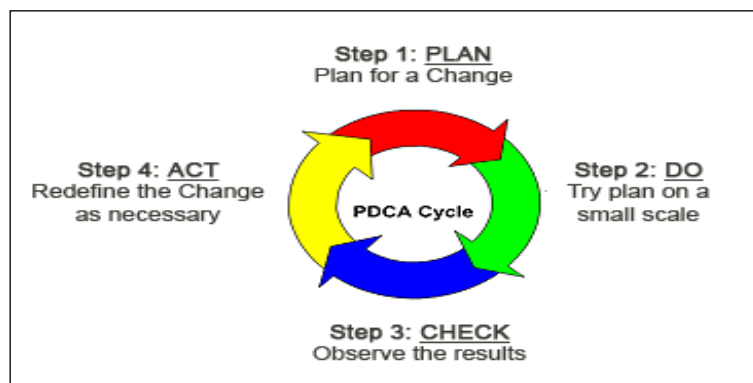 Step 1: PLAN
Plan for a Change
Step 2: DO
Try plan on a
small scale
PDCA Cycle
Step 4: ACT
Redefine the Change
as necessary
Step 3: CHECK
Observe the results